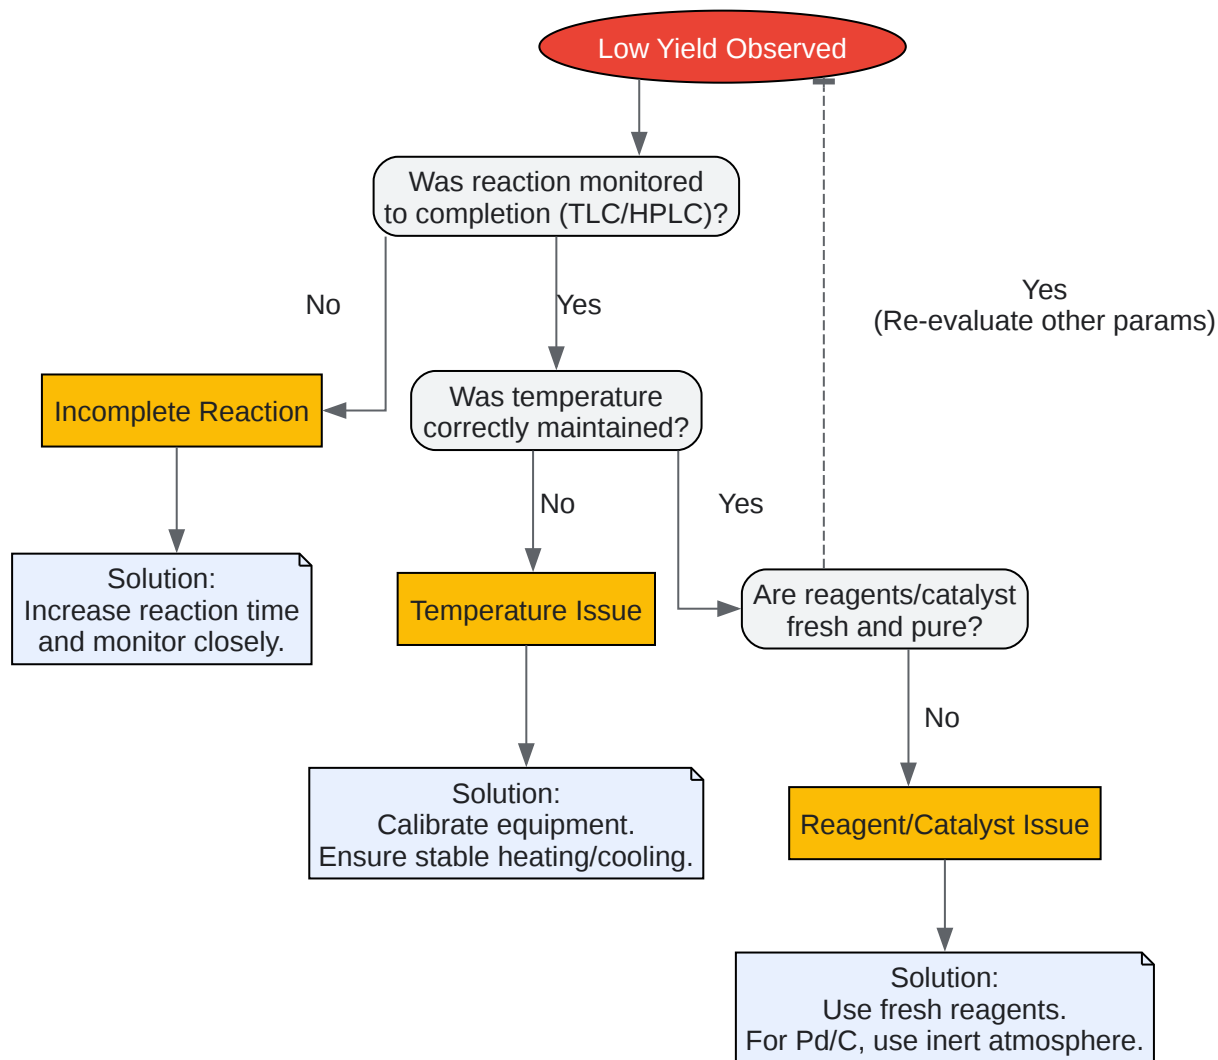 Low Yield Observed
Was reaction monitored
to completion (TLC/HPLC)?
No
Yes
Yes
(Re-evaluate other params)
Incomplete Reaction
Was temperature
correctly maintained?
No
Yes
Solution:
Increase reaction time
and monitor closely.
Temperature Issue
Are reagents/catalyst
fresh and pure?
No
Solution:
Calibrate equipment.
Ensure stable heating/cooling.
Reagent/Catalyst Issue
Solution:
Use fresh reagents.
For Pd/C, use inert atmosphere.